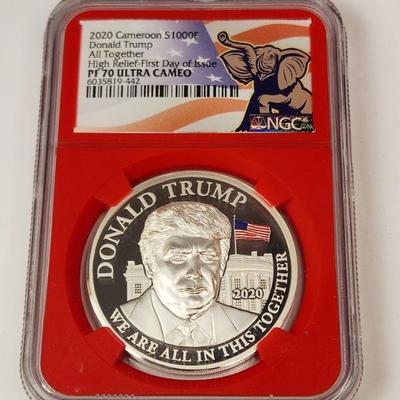 2020 Cameroon S1000F
Donald Trump
All Together
High Relief-First Day of Issue
PF 70 ULTRA CAMEO
6035819-442
NGC
DONALD TRUMP
2020
WE ARE ALL IN THIS TOGETHER